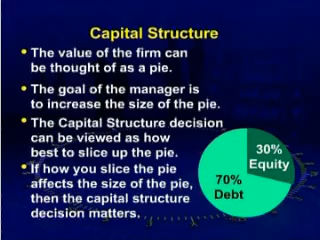 Capital Structure
• The value of the firm can
be thought of as a pie.
• The goal of the manager is
to increase the size of the pie.
• The Capital Structure decision
can be viewed as how
best to slice up the pie.
• If how you slice the pie
affects the size of the pie,
then the capital structure
decision matters.
30%
Equity
70%
Debt